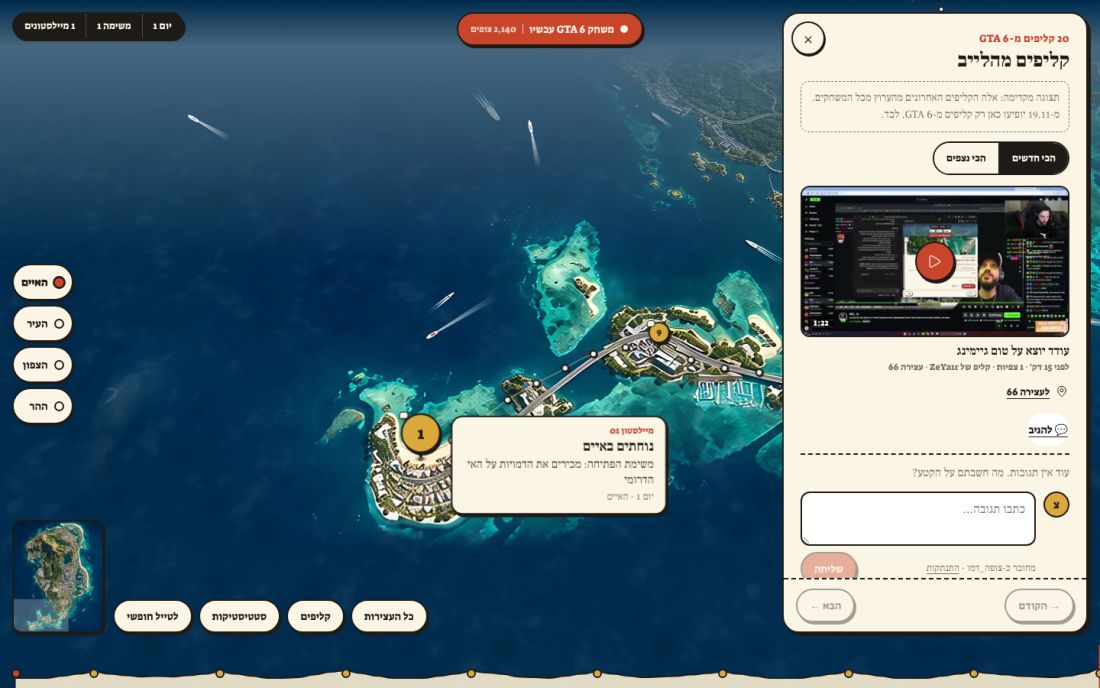 יום 1 | משימה 1 | 1 מיילסטונים
משחק GTA 6 עכשיו | 2,140 צופים
×
20 קליפים מ-GTA 6
קליפים מהלייב
תצוגה מקדימה: אלה הקליפים האחרונים מהערוץ מכל המשחקים.
מ-19.11 יופיעו כאן רק קליפים מ-GTA 6. לבד.
הכי חדשים
הכי נצפים
1:22
עודד יוצא על טום גיימינג
לפני 15 דק' · 1 צפיות · קליפ של ZeYair · עצירה 66
לעצירה 66
💬 להגיב
עוד אין תגובות. מה חשבתם על הקטע?
צ
כתבו תגובה...
מחובר כ-צופה_דמו · התנתקות
שליחה
→ הקודם
הבא ←
האיים
העיר
הצפון
ההר
9
1
מיילסטון 01
נוחתים באיים
משימת הפתיחה: מכירים את הדמויות על האי
הדרומי
יום 1 · האיים
כל העצירות
קליפים
סטטיסטיקות
לטייל חופשי